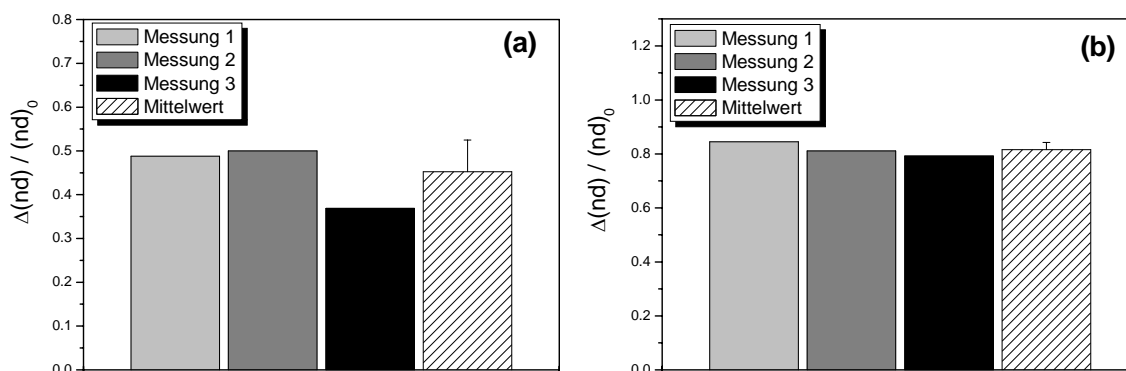 0.8
0.7
0.6
0.5
0.4
0.3
0.2
0.1
0.0
Δ(nd) / (nd)₀
Messung 1
Messung 2
Messung 3
Mittelwert
(a)
1.2
1.0
0.8
0.6
0.4
0.2
0.0
Δ(nd) / (nd)₀
Messung 1
Messung 2
Messung 3
Mittelwert
(b)